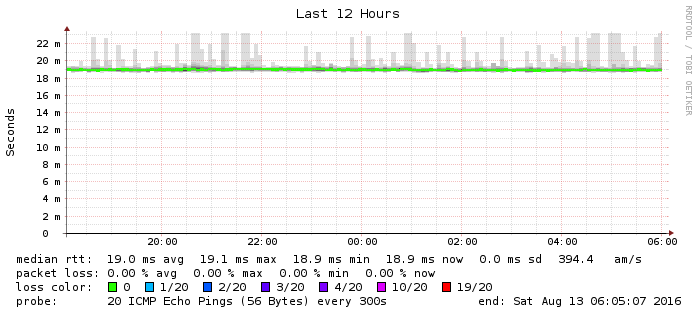 Last 12 Hours
RRDTOOL / TOBI OETIKER
Seconds
22 m
20 m
18 m
16 m
14 m
12 m
10 m
8 m
6 m
4 m
2 m
0
20:00 22:00 00:00 02:00 04:00 06:00
median rtt: 19.0 ms avg 19.1 ms max 18.9 ms min 18.9 ms now 0.0 ms sd 394.4 am/s
packet loss: 0.00 % avg 0.00 % max 0.00 % min 0.00 % now
loss color: 0 1/20 2/20 3/20 4/20 10/20 19/20
probe: 20 ICMP Echo Pings (56 Bytes) every 300s end: Sat Aug 13 06:05:07 2016